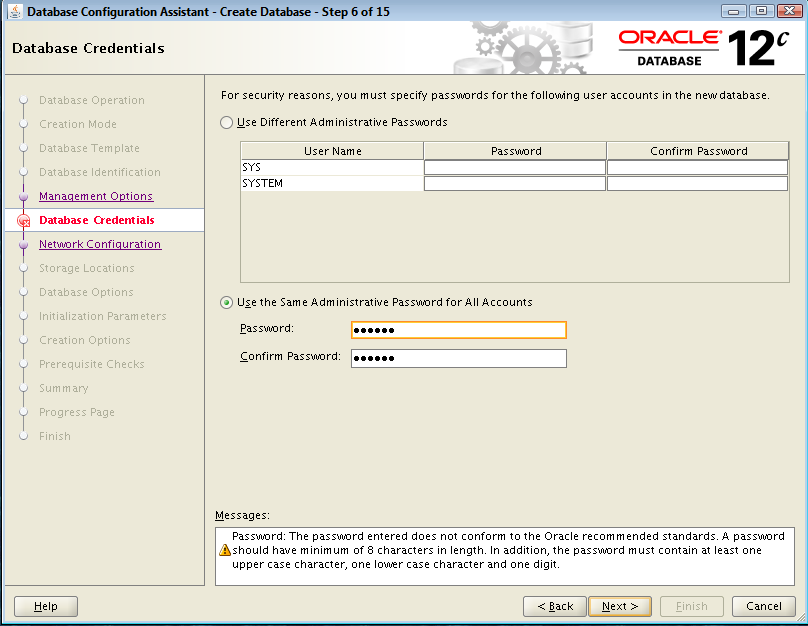 Database Configuration Assistant - Create Database - Step 6 of 15
Database Credentials
ORACLE®
DATABASE
12c
Database Operation
Creation Mode
Database Template
Database Identification
Management Options
Database Credentials
Network Configuration
Storage Locations
Database Options
Initialization Parameters
Creation Options
Prerequisite Checks
Summary
Progress Page
Finish
For security reasons, you must specify passwords for the following user accounts in the new database.
Use Different Administrative Passwords
User Name Password Confirm Password
SYS
SYSTEM
Use the Same Administrative Password for All Accounts
Password: ●●●●●●
Confirm Password: ●●●●●●
Messages:
Password: The password entered does not conform to the Oracle recommended standards. A password
should have minimum of 8 characters in length. In addition, the password must contain at least one
upper case character, one lower case character and one digit.
Help < Back Next > Finish Cancel